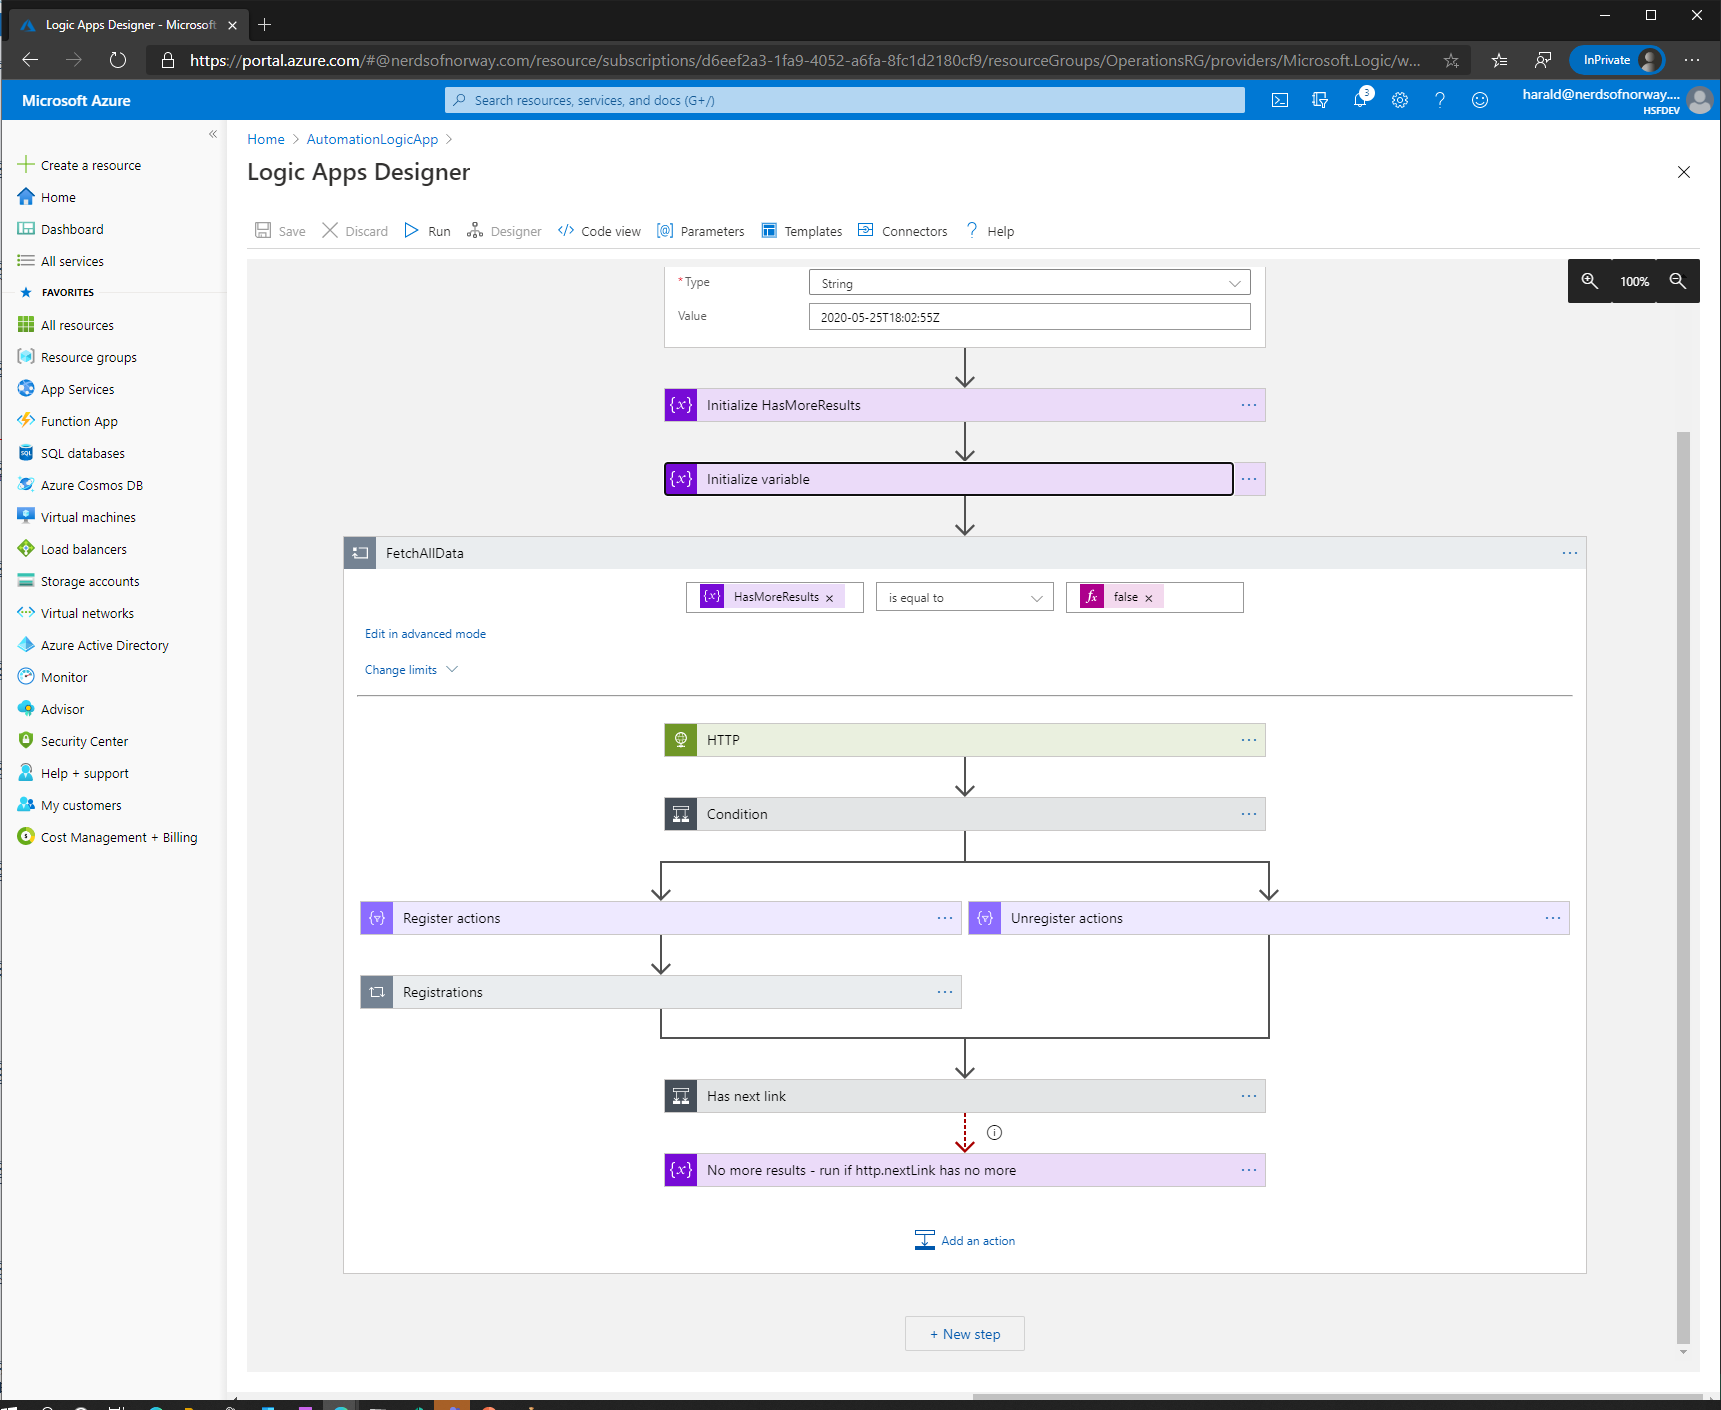 Logic Apps Designer - Microsoft
https://portal.azure.com/#@nerdsofnorway.com/resource/subscriptions/d6eef2a3-1fa9-4052-a6fa-8fc1d2180cf9/resourceGroups/OperationsRG/providers/Microsoft.Logic/w...
InPrivate
Microsoft Azure
Search resources, services, and docs (G+/)
3
harald@nerdsofnorway....
HSFDEV
Create a resource
Home
Dashboard
All services
FAVORITES
All resources
Resource groups
App Services
Function App
SQL databases
Azure Cosmos DB
Virtual machines
Load balancers
Storage accounts
Virtual networks
Azure Active Directory
Monitor
Advisor
Security Center
Help + support
My customers
Cost Management + Billing
Home > AutomationLogicApp >
Logic Apps Designer
Save Discard Run Designer Code view Parameters Templates Connectors Help
100%
*Type String
Value 2020-05-25T18:02:55Z
Initialize HasMoreResults
Initialize variable
FetchAllData
HasMoreResults × is equal to fx false ×
Edit in advanced mode
Change limits
HTTP
Condition
Register actions
Unregister actions
Registrations
Has next link
No more results - run if http.nextLink has no more
Add an action
+ New step